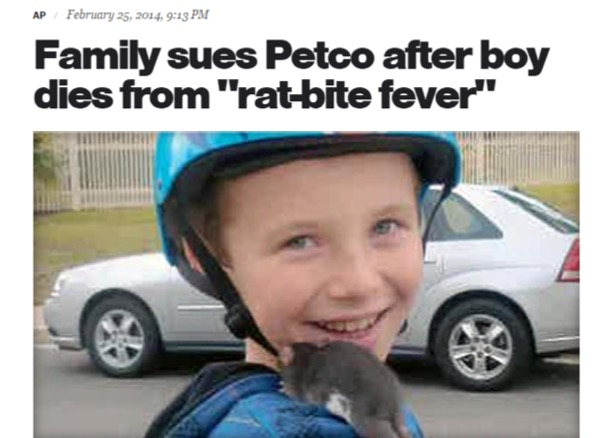 AP / February 25, 2014, 9:13 PM
Family sues Petco after boy
dies from "rat-bite fever"